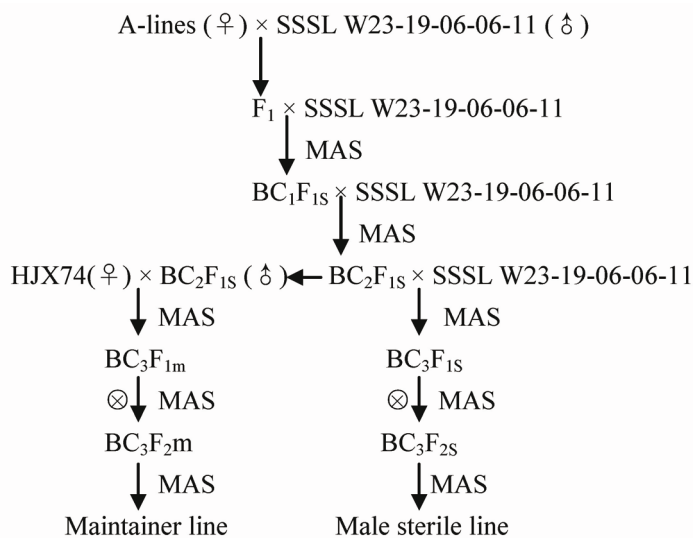 A-lines (♀) × SSSL W23-19-06-06-11 (♂)
F₁ × SSSL W23-19-06-06-11
MAS
BC₁F₁S × SSSL W23-19-06-06-11
MAS
HJX74(♀) × BC₂F₁S (♂) BC₂F₁S × SSSL W23-19-06-06-11
MAS MAS
BC₃F₁m BC₃F₁S
⊗ MAS ⊗ MAS
BC₃F₂m BC₃F₂S
MAS MAS
Maintainer line Male sterile line